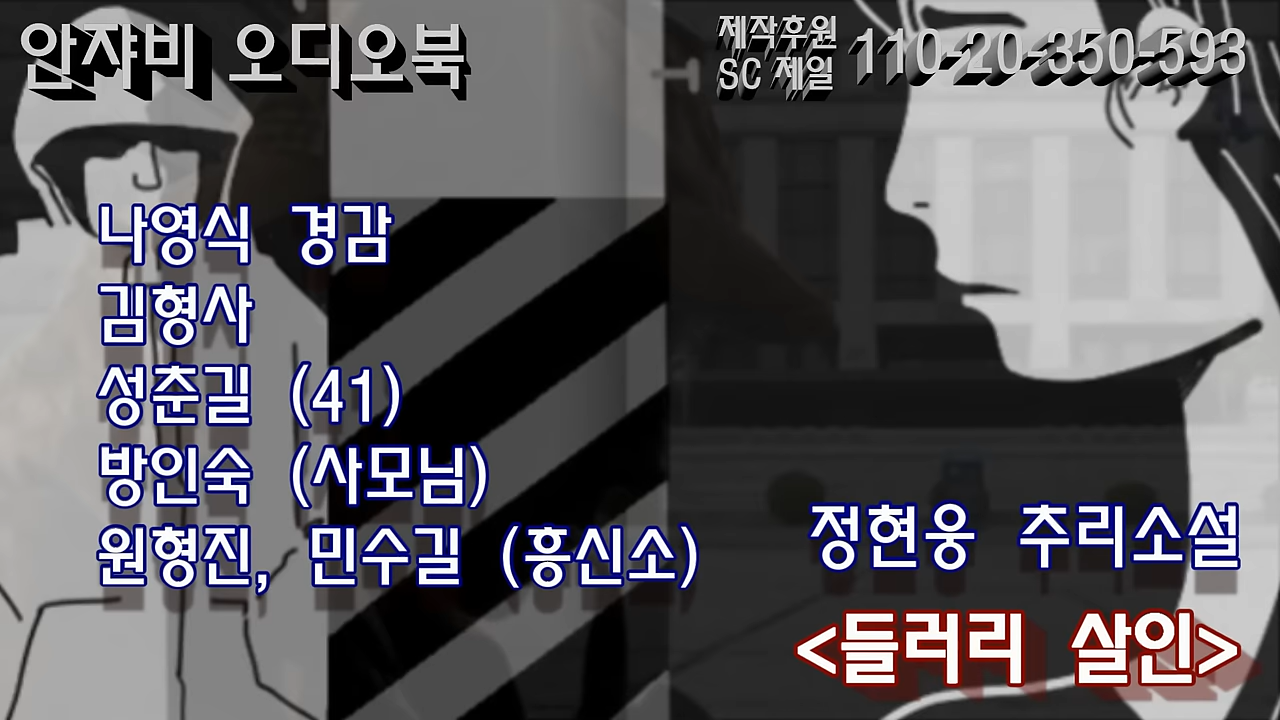 안쟈비 오디오북
제작후원
SC 제일
110-20-350-593
나영식 경감
김형사
성춘길 (41)
방인숙 (사모님)
원형진, 민수길 (흥신소)
정현웅 추리소설
<들러리 살인>